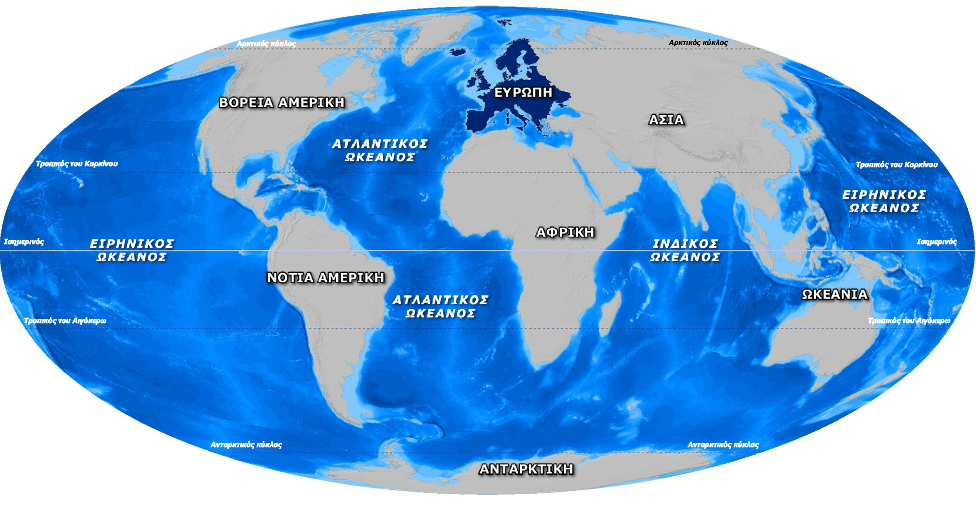 Αρκτικός κύκλος
Αρκτικός κύκλος
ΕΥΡΩΠΗ
ΒΟΡΕΙΑ ΑΜΕΡΙΚΗ
ΑΣΙΑ
ΑΤΛΑΝΤΙΚΟΣ
ΩΚΕΑΝΟΣ
Τροπικός του Καρκίνου
Τροπικός του Καρκίνου
ΕΙΡΗΝΙΚΟΣ
ΩΚΕΑΝΟΣ
ΑΦΡΙΚΗ
Ισημερινός
ΕΙΡΗΝΙΚΟΣ
ΩΚΕΑΝΟΣ
ΙΝΔΙΚΟΣ
ΩΚΕΑΝΟΣ
Ισημερινός
ΝΟΤΙΑ ΑΜΕΡΙΚΗ
ΑΤΛΑΝΤΙΚΟΣ
ΩΚΕΑΝΟΣ
ΩΚΕΑΝΙΑ
Τροπικός του Αιγόκερω
Τροπικός του Αιγόκερω
Ανταρκτικός κύκλος
Ανταρκτικός κύκλος
ΑΝΤΑΡΚΤΙΚΗ